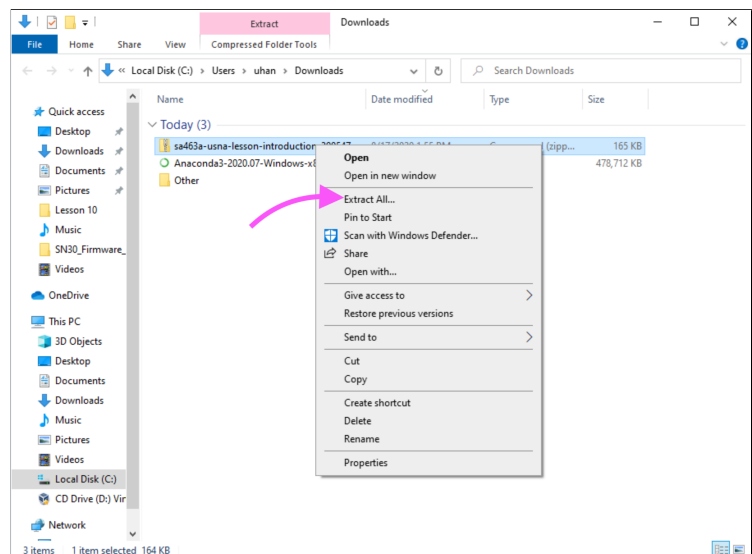 Extract
Downloads
File
Home
Share
View
Compressed Folder Tools
« Local Disk (C:) › Users › uhan › Downloads
Search Downloads
Name
Date modified
Type
Size
Quick access
Desktop
Downloads
Documents
Pictures
Lesson 10
Music
SN30_Firmware_
Videos
OneDrive
This PC
3D Objects
Desktop
Documents
Downloads
Music
Pictures
Videos
Local Disk (C:)
CD Drive (D:) Vir
Network
Today (3)
sa463a-usna-lesson-introduction
(zipp...
165 KB
Anaconda3-2020.07-Windows-x8
478,712 KB
Other
Open
Open in new window
Extract All...
Pin to Start
Scan with Windows Defender...
Share
Open with...
Give access to
Restore previous versions
Send to
Cut
Copy
Create shortcut
Delete
Rename
Properties
3 items
1 item selected 164 KB